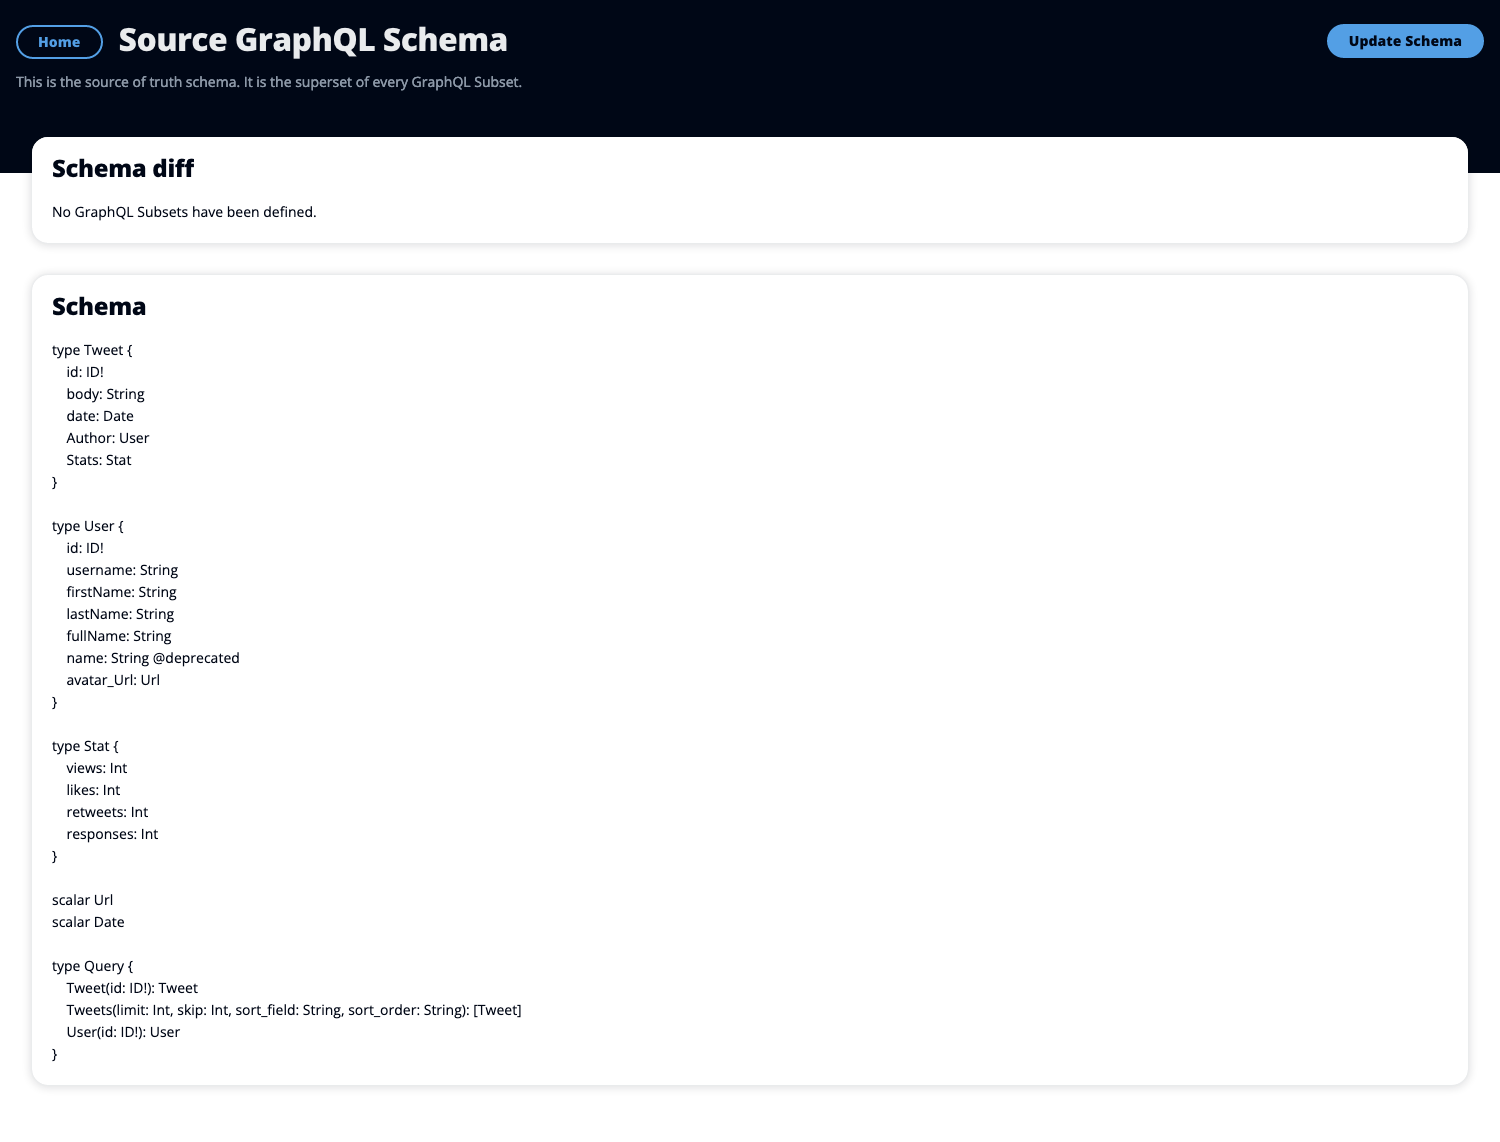 Home
Source GraphQL Schema
Update Schema
This is the source of truth schema. It is the superset of every GraphQL Subset.
Schema diff
No GraphQL Subsets have been defined.
Schema
type Tweet {
    id: ID!
    body: String
    date: Date
    Author: User
    Stats: Stat
}
type User {
    id: ID!
    username: String
    firstName: String
    lastName: String
    fullName: String
    name: String @deprecated
    avatar_Url: Url
}
type Stat {
    views: Int
    likes: Int
    retweets: Int
    responses: Int
}
scalar Url
scalar Date
type Query {
    Tweet(id: ID!): Tweet
    Tweets(limit: Int, skip: Int, sort_field: String, sort_order: String): [Tweet]
    User(id: ID!): User
}